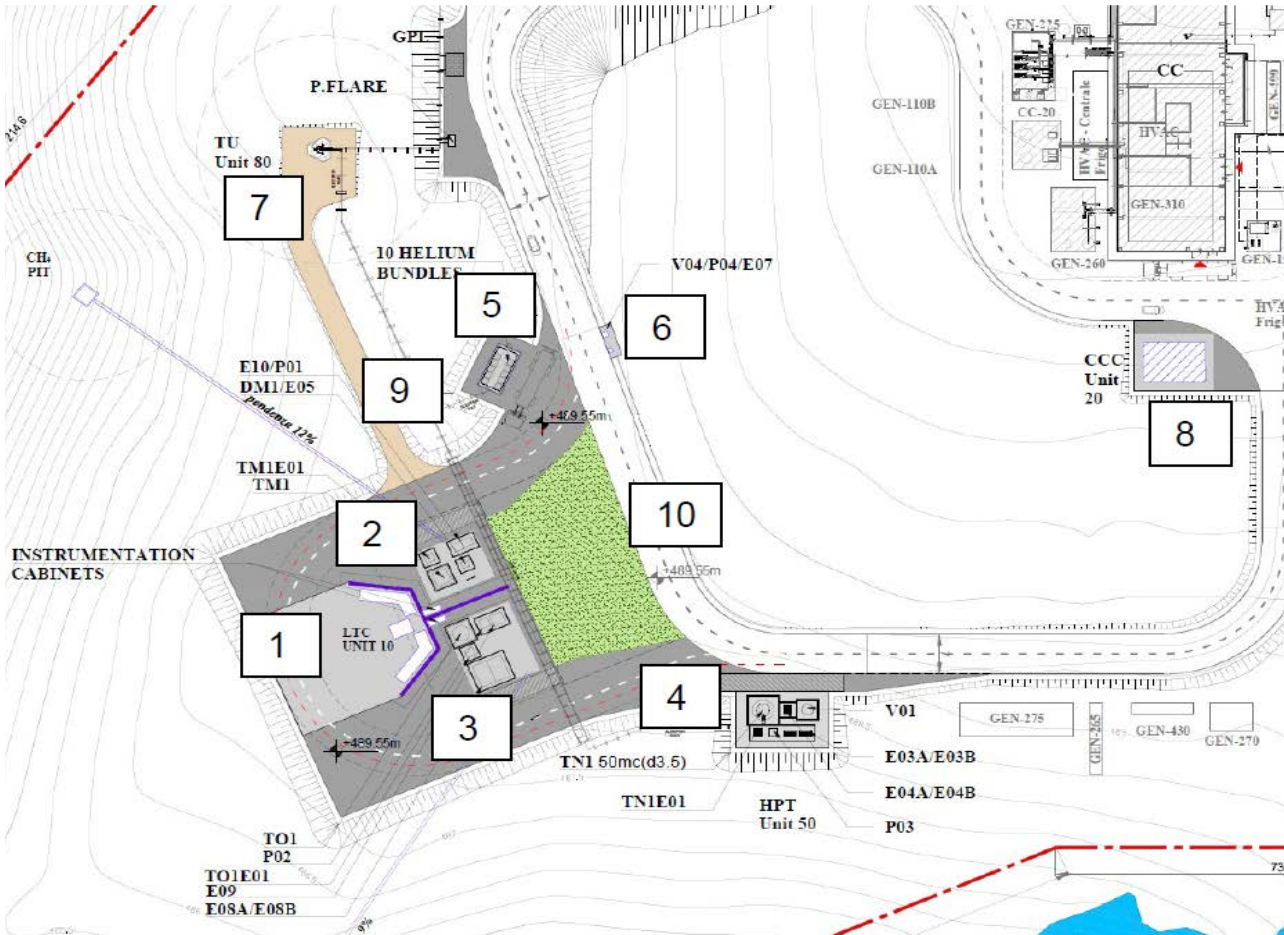 GPL
P.FLARE
214.6
TU
Unit 80
7
CH₄
PIT
10 HELIUM
BUNDLES
5
V04/P04/E07
6
E10/P01
DM1/E05
9
pendenza 12%
+489.55m
TM1E01
TM1
2
10
+489.55m
INSTRUMENTATION
CABINETS
1
LTC
UNIT 10
3
4
+489.55m
TN1 50mc(d3.5)
TN1E01
HPT
Unit 50
V01
E03A/E03B
E04A/E04B
P03
TO1
P02
TO1E01
E09
E08A/E08B
9%
GEN-225
CC
GEN-110B
CC-20
HVAC
HVAC - Centrale
Frigo
GEN-400
GEN-110A
GEN-310
GEN-260
CCC
Unit
20
8
GEN-275
GEN-265
GEN-430
GEN-270
73